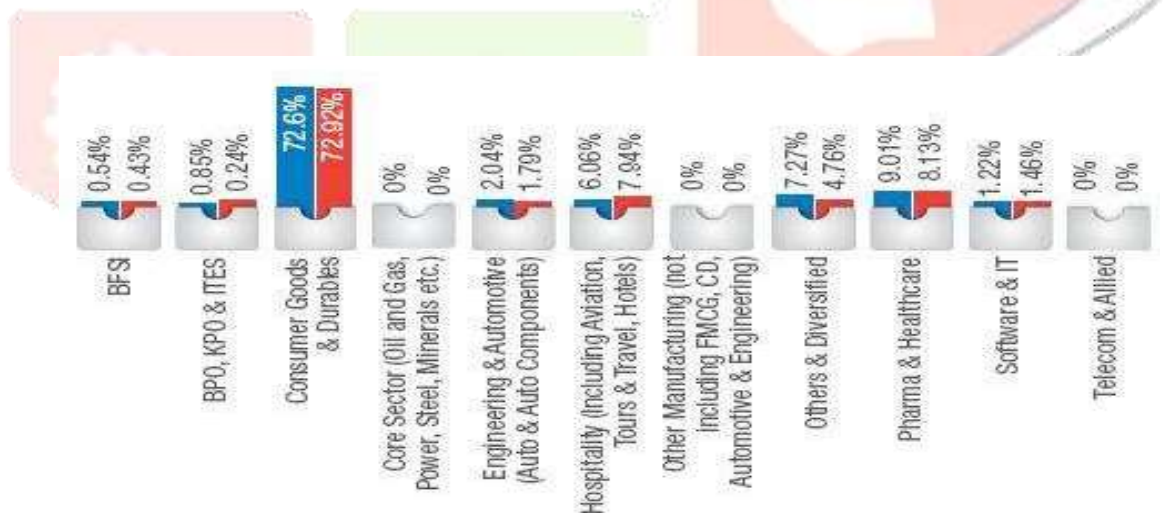 0.54%
0.43%
BFSI
0.85%
0.24%
BPO, KPO & ITES
72.6%
72.92%
Consumer Goods
& Durables
0%
0%
Core Sector (Oil and Gas,
Power, Steel, Minerals etc.)
2.04%
1.79%
Engineering & Automotive
(Auto & Auto Components)
6.06%
7.94%
Hospitality (Including Aviation,
Tours & Travel, Hotels)
0%
0%
Other Manufacturing (not
Including FMCG, CD,
Automotive & Engineering)
7.27%
4.76%
Others & Diversified
9.01%
8.13%
Pharma & Healthcare
1.22%
1.46%
Software & IT
0%
0%
Telecom & Allied